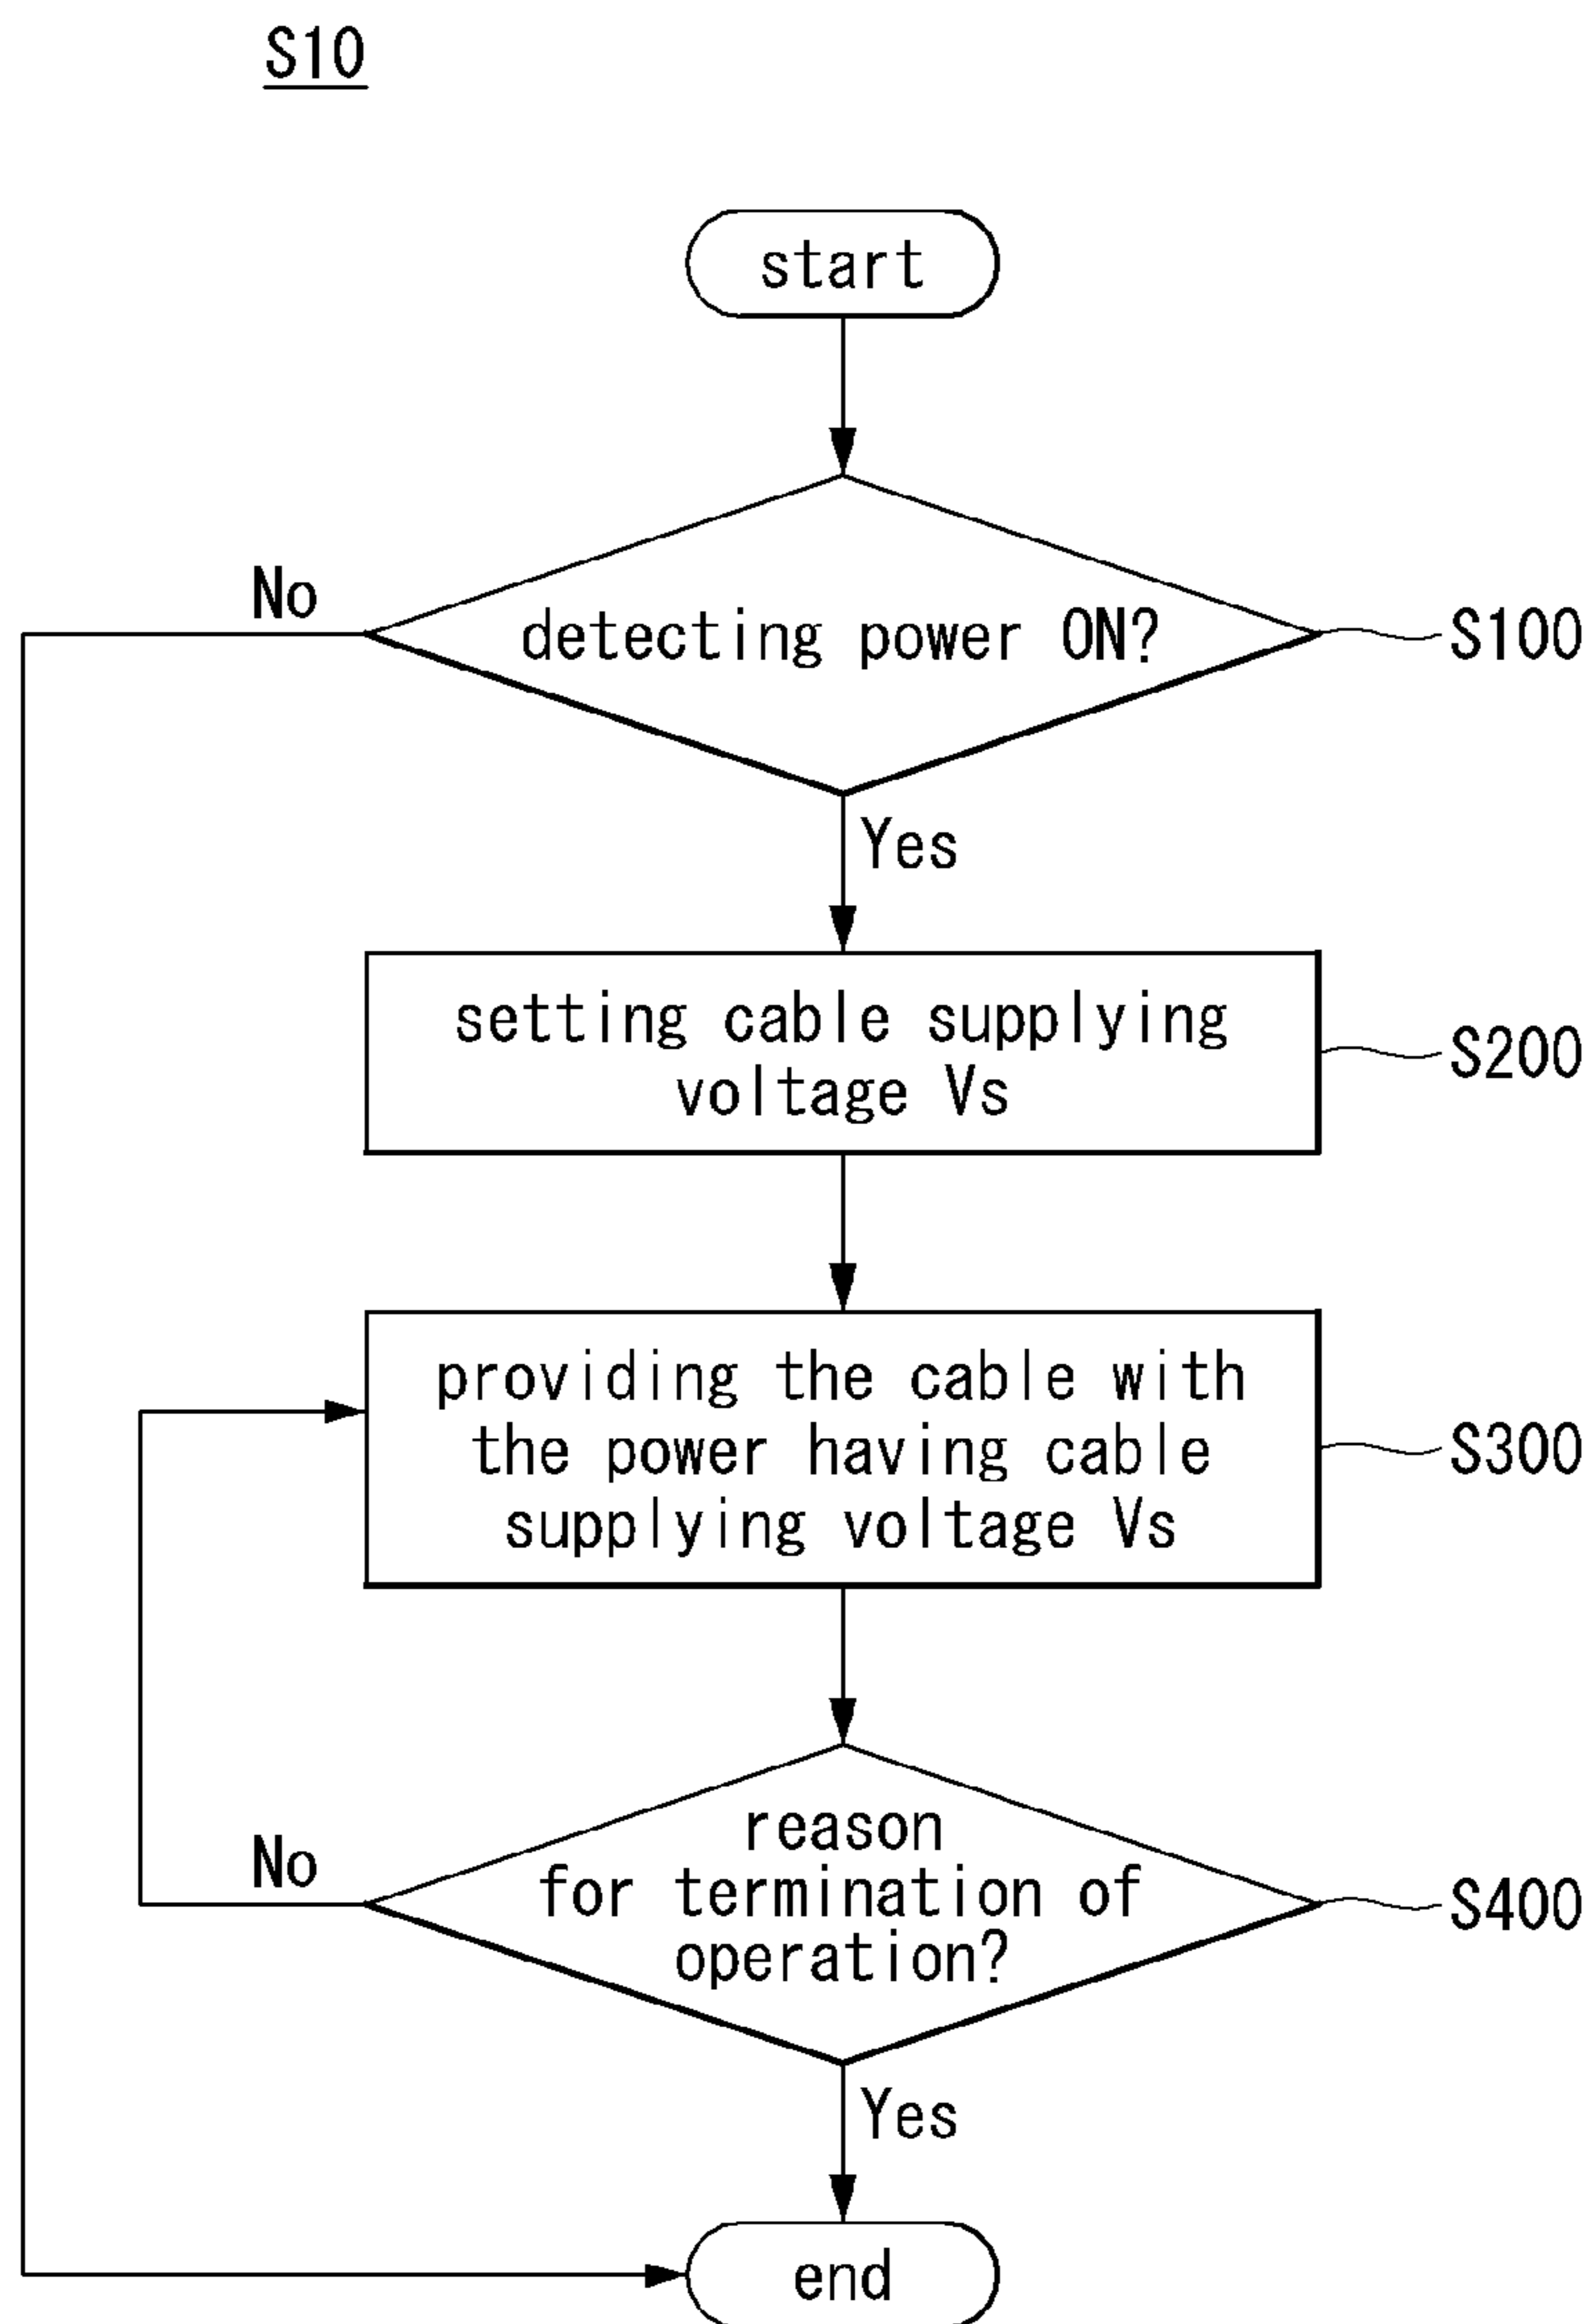 S10
start
No
detecting power ON?
S100
Yes
setting cable supplying
voltage Vs
S200
providing the cable with
the power having cable
supplying voltage Vs
S300
reason
for termination of
operation?
No
S400
Yes
end